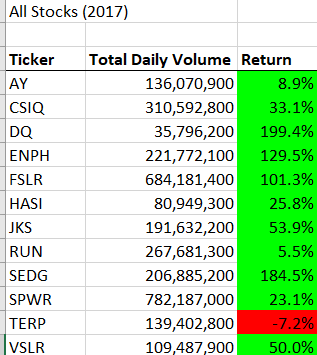 All Stocks (2017)
Ticker Total Daily Volume Return
AY 136,070,900 8.9%
CSIQ 310,592,800 33.1%
DQ 35,796,200 199.4%
ENPH 221,772,100 129.5%
FSLR 684,181,400 101.3%
HASI 80,949,300 25.8%
JKS 191,632,200 53.9%
RUN 267,681,300 5.5%
SEDG 206,885,200 184.5%
SPWR 782,187,000 23.1%
TERP 139,402,800 -7.2%
VSLR 109,487,900 50.0%